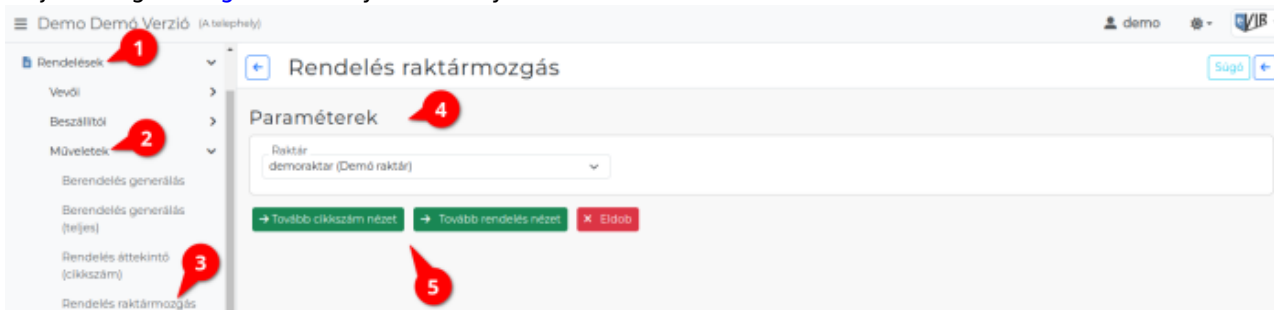 Demo Demó Verzió (A telephely)
demo
VIB
1
Rendelések
Rendelés raktármozgás
Súgó
Vevői
Paraméterek
4
Beszállítói
2
Műveletek
Raktár
demoraktar (Demó raktár)
Berendelés generálás
Berendelés generálás
(teljes)
Tovább cikkszám nézet
Tovább rendelés nézet
Eldob
Rendelés áttekintő
(cikkszám)
3
5
Rendelés raktármozgás